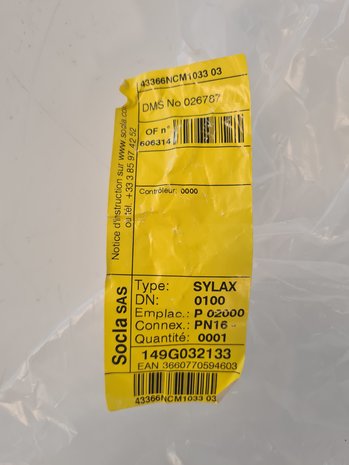 43366NCM1033 03
DMS No 026787
OF n°
606314
Contrôleur: 0000
Notice d'instruction sur www.socla.co
ou tel. +33 3 85 97 42 52
Socla SAS
Type: SYLAX
DN: 0100
Emplac.: P 02000
Connex.: PN16
Quantité: 0001
149G032133
EAN 3660770594603
43366NCM1033 03